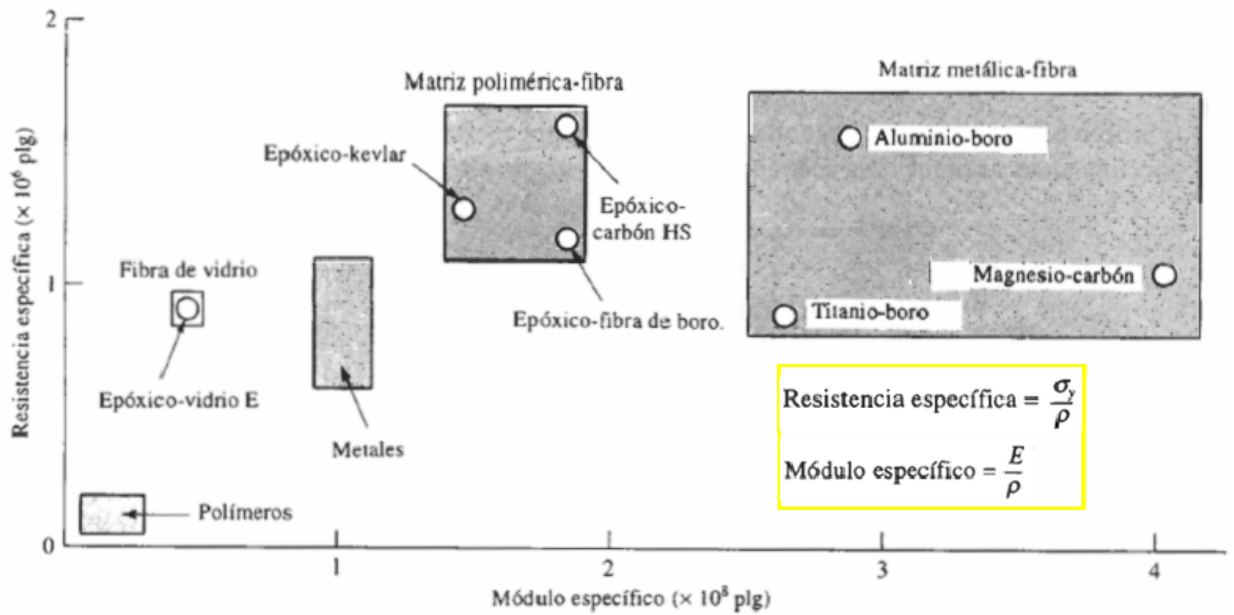 2
Matriz metálica-fibra
Matriz polimérica-fibra
Aluminio-boro
Epóxico-kevlar
Epóxico-
carbón HS
Fibra de vidrio
Magnesio-carbón
1
Titanio-boro
Epóxico-fibra de boro.
Epóxico-vidrio E
Metales
Polímeros
Resistencia específica = σy/ρ
Módulo específico = E/ρ
0
1
2
3
4
Resistencia específica (× 10⁶ plg)
Módulo específico (× 10⁸ plg)